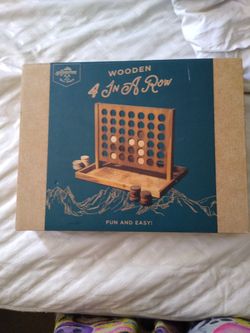 WOODEN
4 IN A ROW
FUN AND EASY!